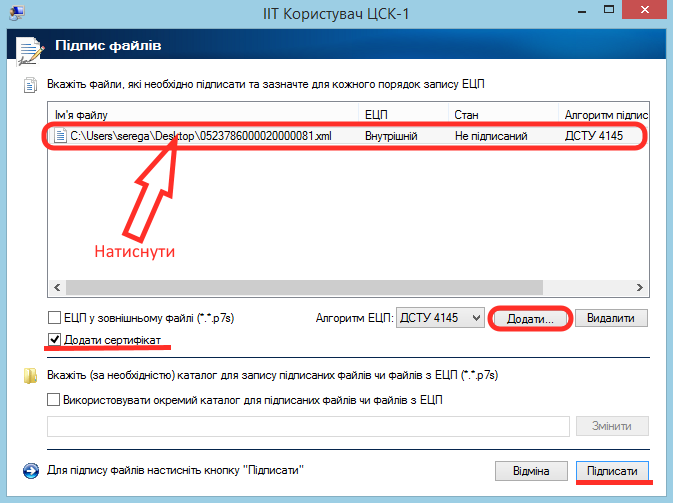 ІІТ Користувач ЦСК-1
Підпис файлів
Вкажіть файли, які необхідно підписати та зазначте для кожного порядок запису ЕЦП
Ім'я файлу ЕЦП Стан Алгоритм підпис
C:\Users\serega\Desktop\0523786000020000081.xml Внутрішній Не підписаний ДСТУ 4145
Натиснути
ЕЦП у зовнішньому файлі (*.*.p7s) Алгоритм ЕЦП: ДСТУ 4145 Додати... Видалити
Додати сертифікат
Вкажіть (за необхідністю) каталог для запису підписаних файлів чи файлів з ЕЦП (*.*.p7s)
Використовувати окремий каталог для підписаних файлів чи файлів з ЕЦП
Змінити
Для підпису файлів настисніть кнопку "Підписати" Відміна Підписати